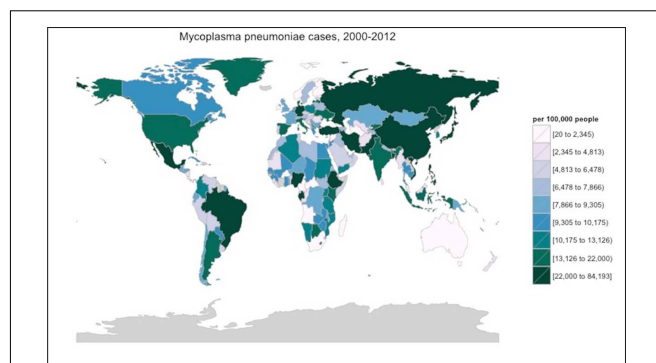 Mycoplasma pneumoniae cases, 2000-2012
per 100,000 people
[20 to 2,345)
[2,345 to 4,813)
[4,813 to 6,478)
[6,478 to 7,866)
[7,866 to 9,305)
[9,305 to 10,175)
[10,175 to 13,126)
[13,126 to 22,000)
[22,000 to 84,193]